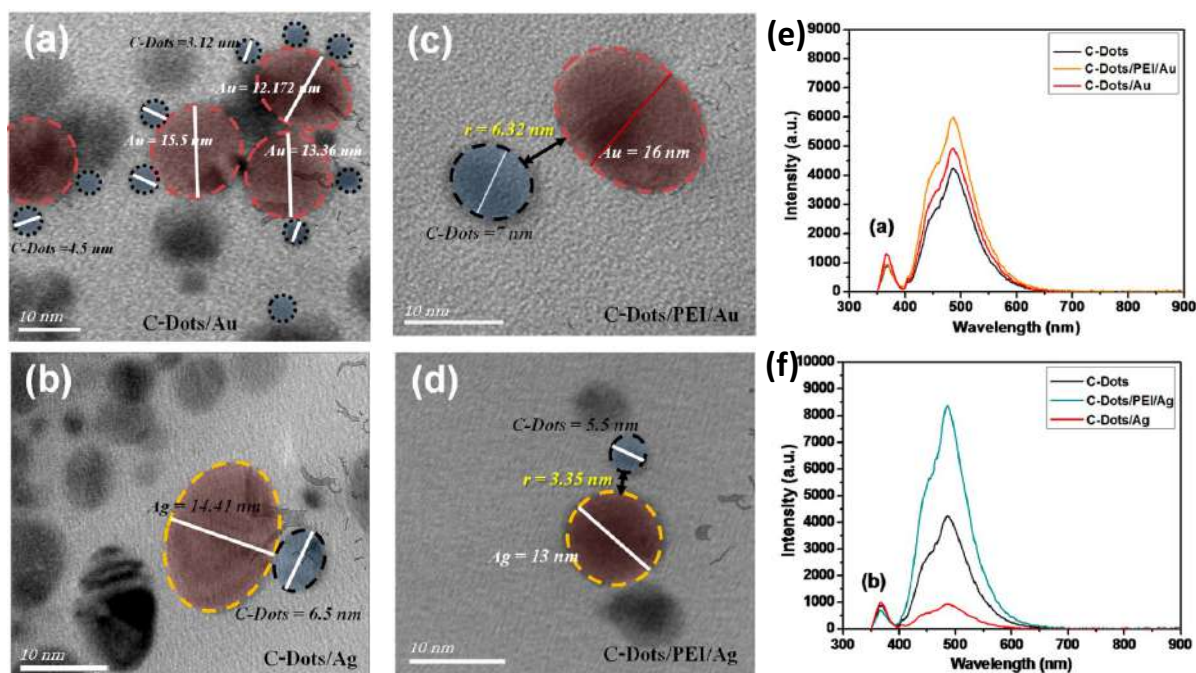 (a)
C-Dots =3.12 nm
Au = 12.172 nm
Au = 15.5 nm
Au = 13.36 nm
C-Dots =4.5 nm
10 nm
C-Dots/Au
(c)
r = 6.32 nm
Au = 16 nm
C-Dots =7 nm
10 nm
C-Dots/PEI/Au
(e)
9000
8000
7000
6000
5000
4000
3000
2000
1000
0
Intensity (a.u.)
C-Dots
C-Dots/PEI/Au
C-Dots/Au
(a)
300 400 500 600 700 800 900
Wavelength (nm)
(b)
Ag = 14.41 nm
C-Dots = 6.5 nm
10 nm
C-Dots/Ag
(d)
C-Dots = 5.5 nm
r = 3.35 nm
Ag = 13 nm
10 nm
C-Dots/PEI/Ag
(f)
10000
9000
8000
7000
6000
5000
4000
3000
2000
1000
0
Intensity (a.u.)
C-Dots
C-Dots/PEI/Ag
C-Dots/Ag
(b)
300 400 500 600 700 800 900
Wavelength (nm)